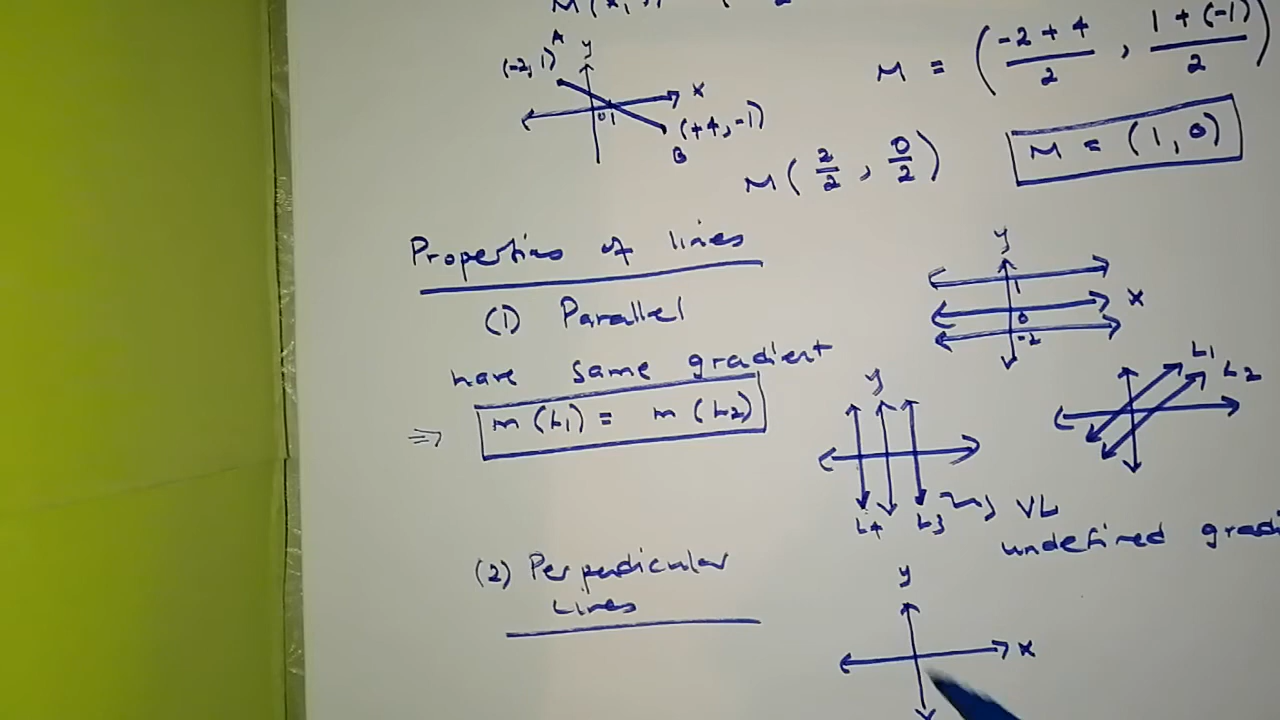 M = (-2 + 4 / 2 , 1 + (-1) / 2)
A
y
(-2, 1)
x
0 1
(+4, -1)
B
M (2/2 , 0/2)
M = (1, 0)
Properties of lines
(1) Parallel
have same gradient
⇒ m (L1) = m (L2)
y
1
x
0
-2
y
L1
L2
L4
L3
VL
undefined gradi
(2) Perpendicular
Lines
y
x